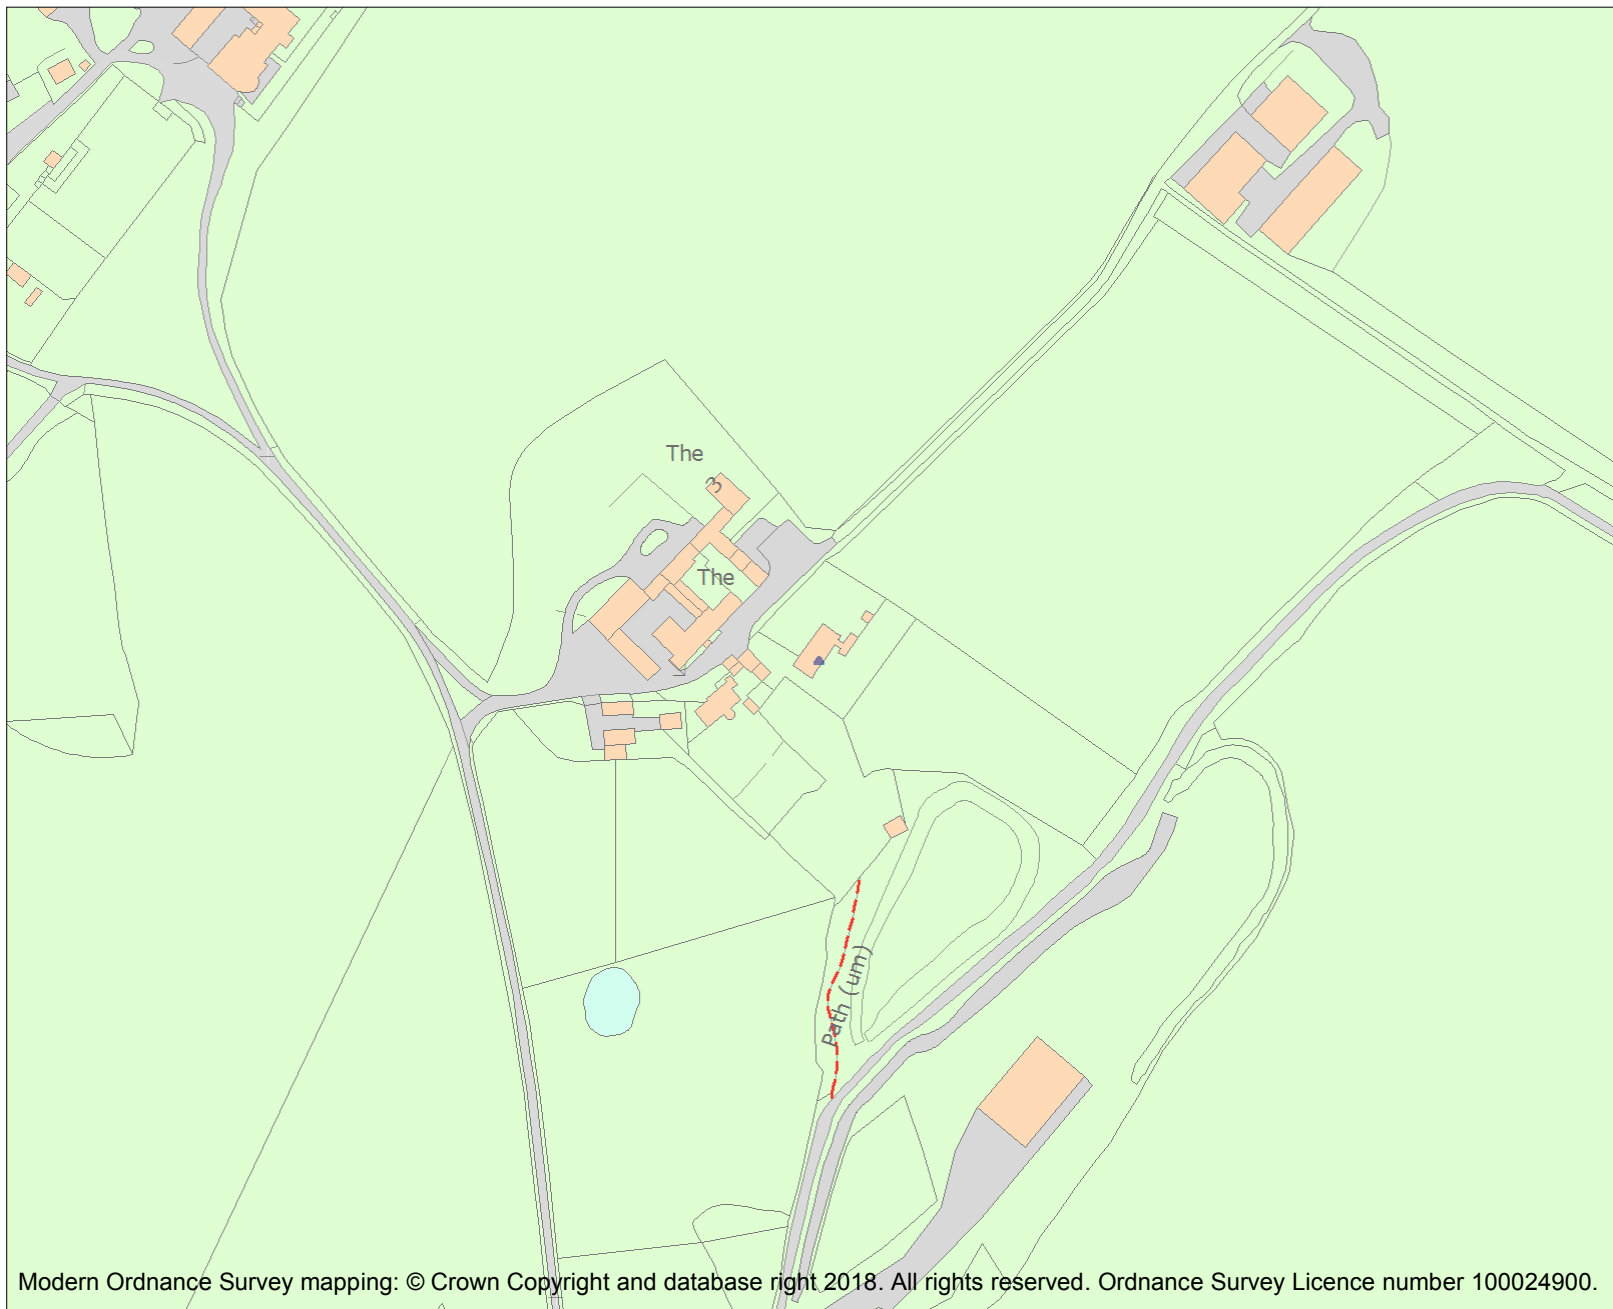 The
3
The
Path (um)
Modern Ordnance Survey mapping: © Crown Copyright and database right 2018. All rights reserved. Ordnance Survey Licence number 100024900.